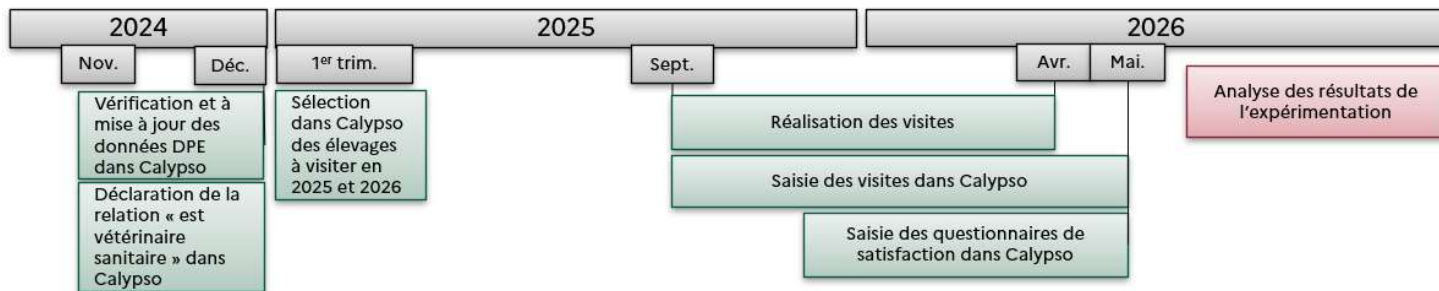 2024
2025
2026
Nov.
Déc.
1er trim.
Sept.
Avr.
Mai.
Vérification et à
mise à jour des
données DPE
dans Calypso
Déclaration de la
relation « est
vétérinaire
sanitaire » dans
Calypso
Sélection
dans Calypso
des élevages
à visiter en
2025 et 2026
Réalisation des visites
Saisie des visites dans Calypso
Saisie des questionnaires de
satisfaction dans Calypso
Analyse des résultats de
l'expérimentation